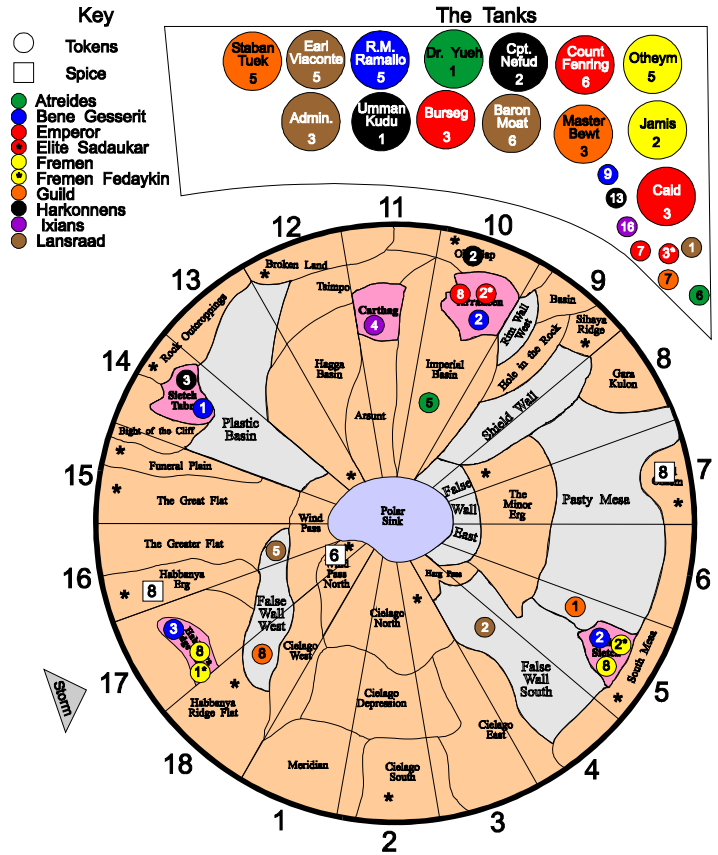 Key
The Tanks
Tokens
Spice
Atreides
Bene Gesserit
Emperor
* Elite Sadaukar
Fremen
* Fremen Fedaykin
Guild
Harkonnens
Ixians
Lansraad
Staban
Tuek
5
Earl
Viaconte
5
R.M.
Ramallo
5
Dr. Yueh
1
Cpt.
Nefud
2
Count
Fenring
6
Otheym
5
Admin.
3
Umman
Kudu
1
Burseg
3
Baron
Moat
6
Master
Bewt
3
Jamis
2
9
13
Caid
3
16
7
3*
1
7
6
11
12
10
13
9
14
8
15
7
16
6
17
5
18
4
1
2
3
* Broken Land
Tsimpo
*
2
Carthag
4
8
2*
2
Rim Wall
West
Basin
Sihaya
Ridge
*
Hole in the Rock
Rock Outcroppings
*
Gara
Kulon
Hagga
Basin
Imperial
Basin
5
Arsunt
Shield Wall
3
Sietch
1
Plastic
Basin
Bight of the Cliff
*
Funeral Plain
*
The Great Flat
*
*
False
Wall
East
The
Minor
Erg
Pasty Mesa
8
*
Wind
Pass
Polar
Sink
The Greater Flat
5
6
*
Pass
North
Habbanya
Erg
8
*
Harg Pass
*
Cielago
North
1
False
Wall
West
3
8
1*
8
Cielago
West
2
2
2*
8
South Mesa
*
False
Wall
South
Habbanya
Ridge Flat
*
Cielago
Depression
Cielago
East
Storm
Meridian
Cielago
South
*